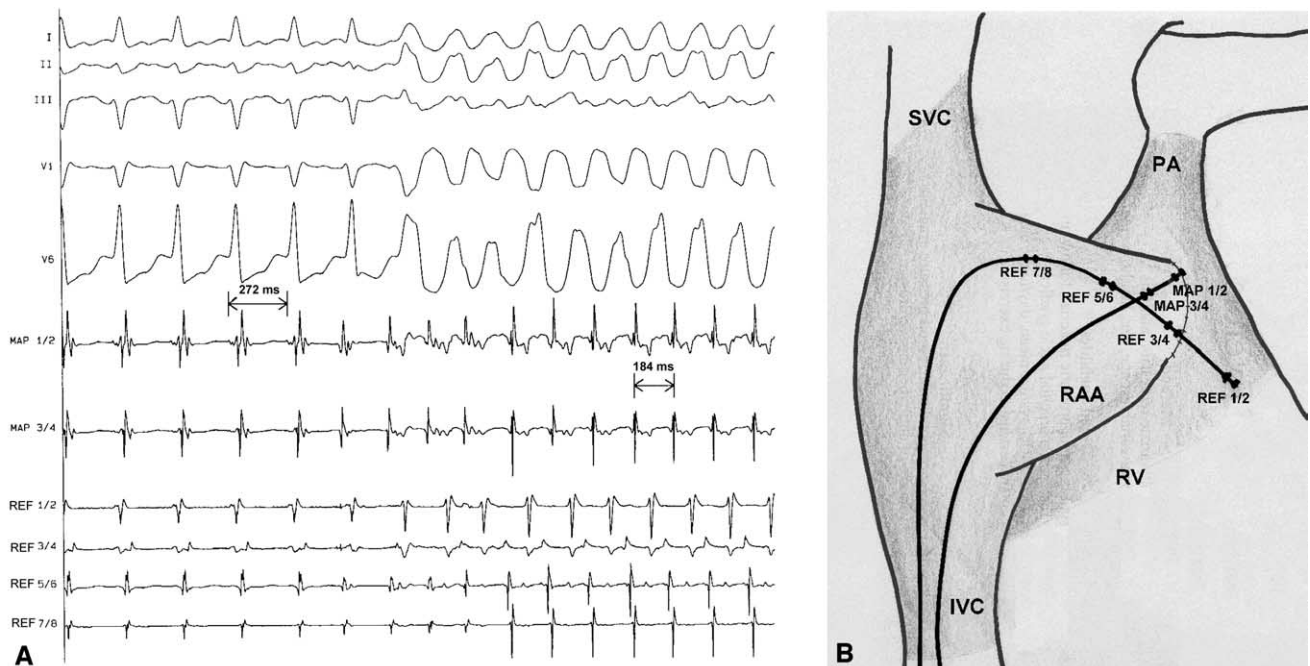 I
II
III
V1
V6
272 ms
MAP 1/2
184 ms
MAP 3/4
REF 1/2
REF 3/4
REF 5/6
REF 7/8
A
SVC
PA
REF 7/8
REF 5/6
MAP 1/2
MAP 3/4
REF 3/4
RAA
REF 1/2
RV
IVC
B